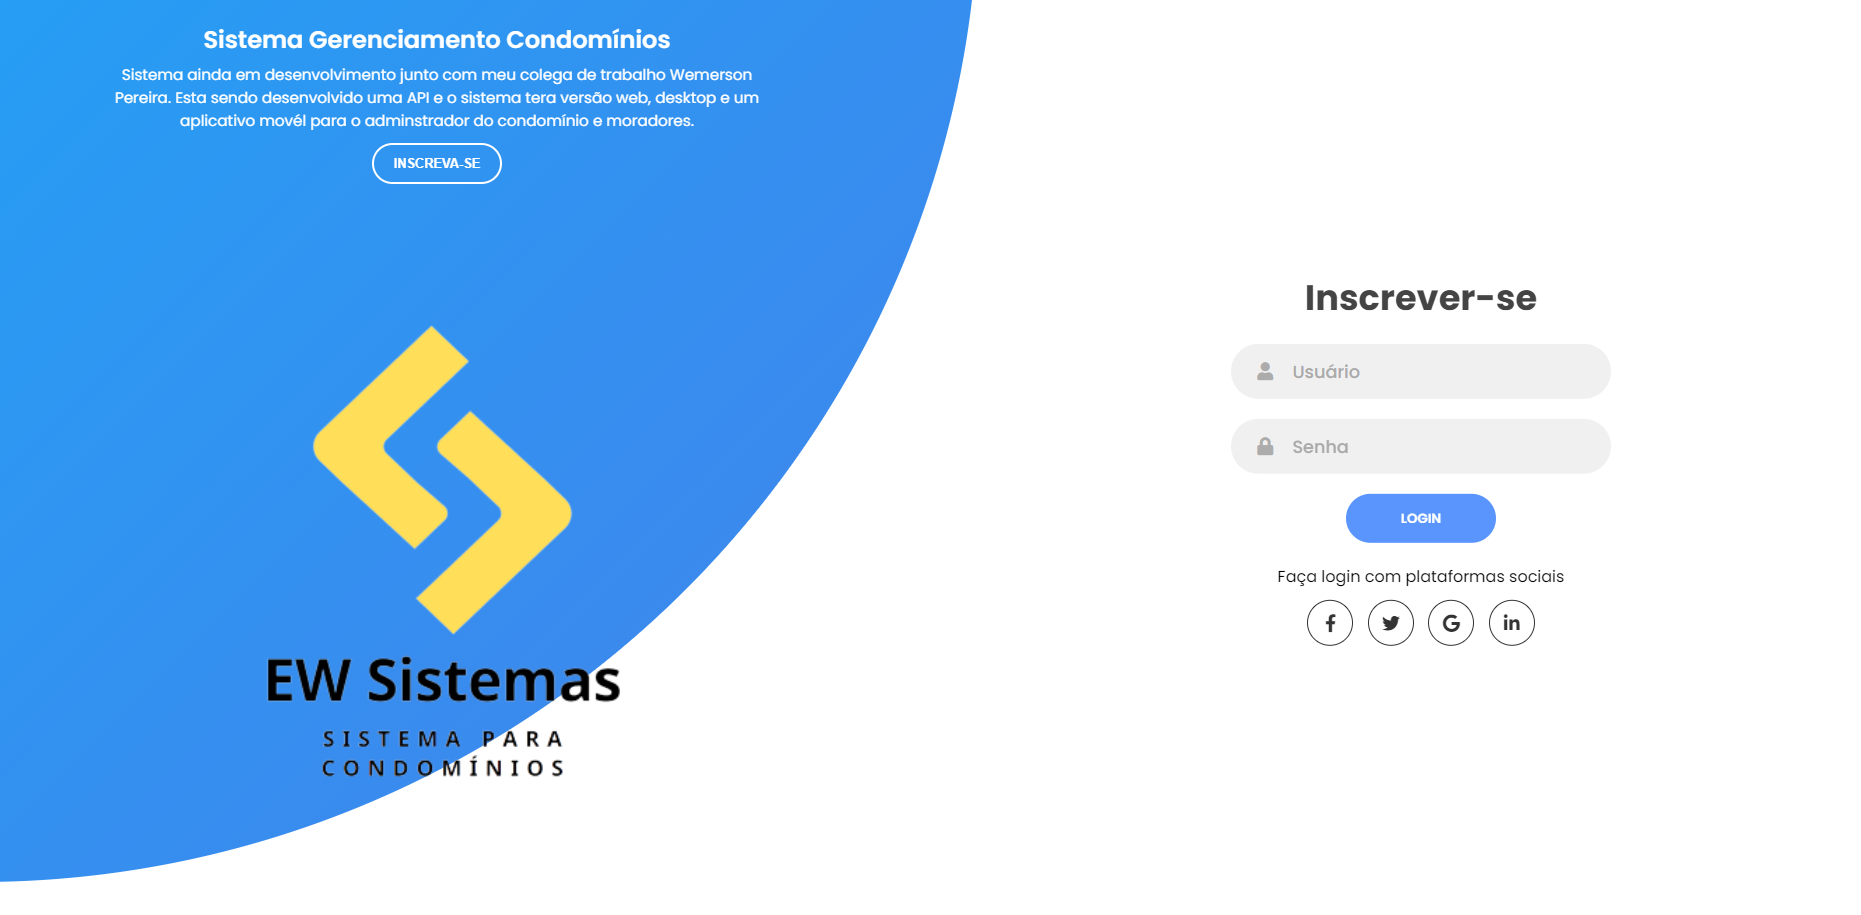 Sistema Gerenciamento Condomínios
Sistema ainda em desenvolvimento junto com meu colega de trabalho Wemerson
Pereira. Esta sendo desenvolvido uma API e o sistema tera versão web, desktop e um
aplicativo movél para o adminstrador do condomínio e moradores.
INSCREVA-SE
EW Sistemas
SISTEMA PARA
CONDOMÍNIOS
Inscrever-se
Usuário
Senha
LOGIN
Faça login com plataformas sociais